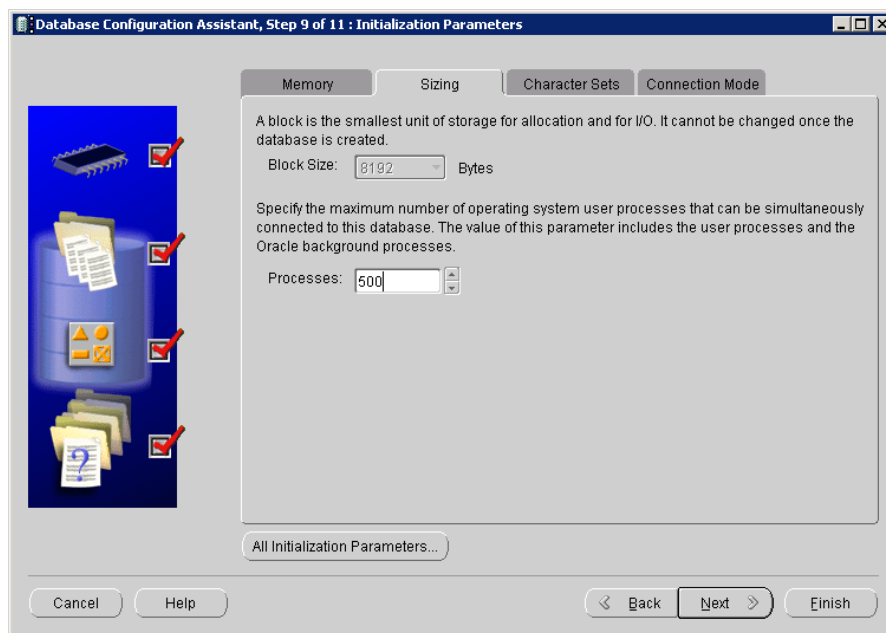 Database Configuration Assistant, Step 9 of 11 : Initialization Parameters
Memory Sizing Character Sets Connection Mode
A block is the smallest unit of storage for allocation and for I/O. It cannot be changed once the
database is created.
Block Size: 8192 Bytes
Specify the maximum number of operating system user processes that can be simultaneously
connected to this database. The value of this parameter includes the user processes and the
Oracle background processes.
Processes: 500
?
All Initialization Parameters...
Cancel Help Back Next Finish